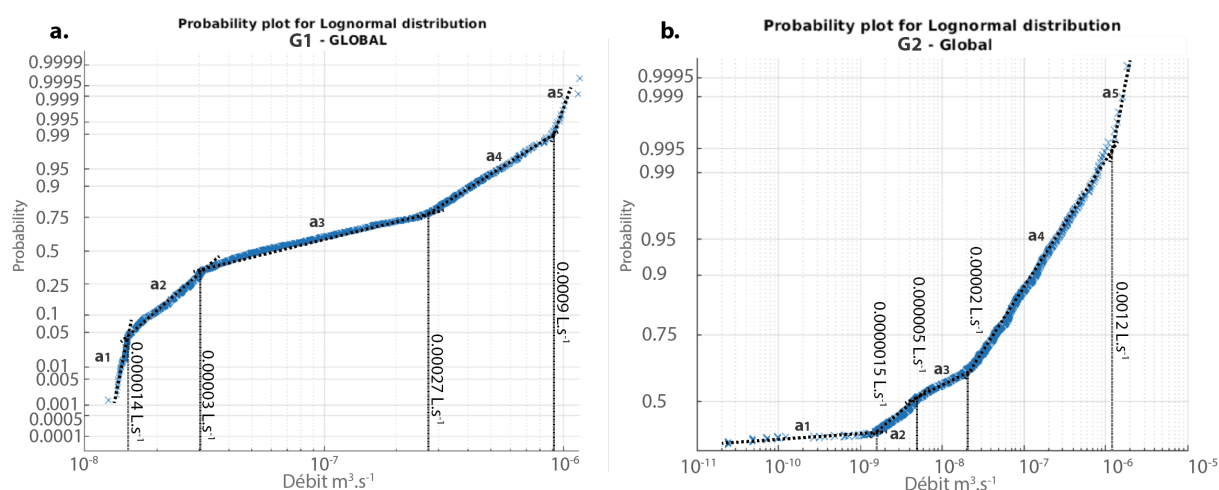 a.
Probability plot for Lognormal distribution
G1 - GLOBAL
Probability
0.9999
0.9995
0.999
0.995
0.99
0.95
0.9
0.75
0.5
0.25
0.1
0.05
0.01
0.005
0.001
0.0005
0.0001
a1
a2
a3
a4
a5
0.000014 L.s⁻¹
0.00003 L.s⁻¹
0.00027 L.s⁻¹
0.0009 L.s⁻¹
10⁻⁸
10⁻⁷
10⁻⁶
Débit m³.s⁻¹
b.
Probability plot for Lognormal distribution
G2 - Global
Probability
0.9995
0.999
0.995
0.99
0.95
0.9
0.75
0.5
a1
a2
a3
a4
a5
0.0000015 L.s⁻¹
0.000005 L.s⁻¹
0.00002 L.s⁻¹
0.0012 L.s⁻¹
10⁻¹¹
10⁻¹⁰
10⁻⁹
10⁻⁸
10⁻⁷
10⁻⁶
10⁻⁵
Débit m³.s⁻¹